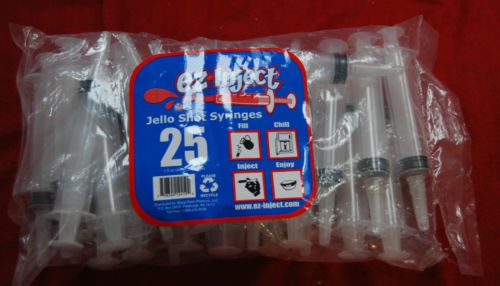 ez-inject
Jello Shot Syringes
25
Fill
Chill
Inject
Enjoy
PLEASE
RECYCLE
www.ez-inject.com